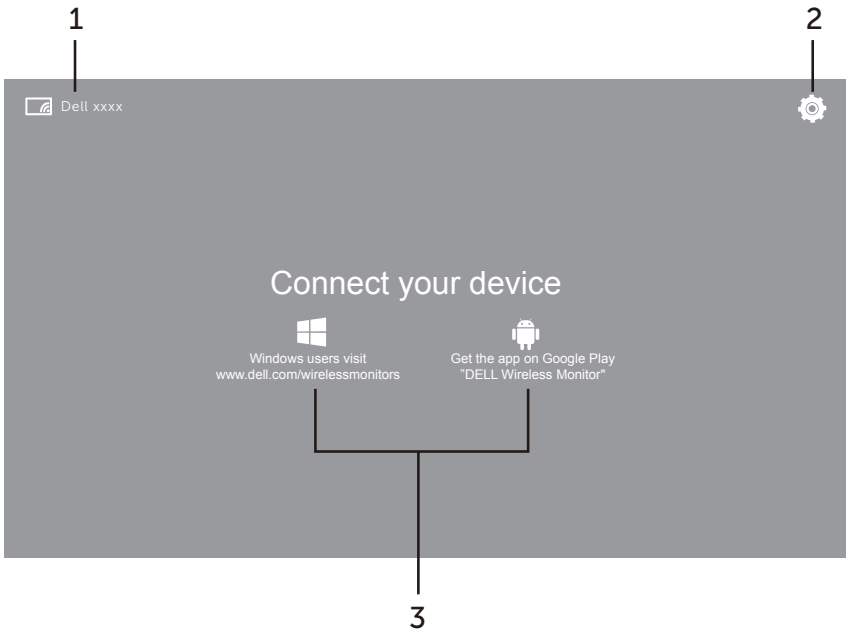 1
2
Dell xxxx
Connect your device
Windows users visit
www.dell.com/wirelessmonitors
Get the app on Google Play
"DELL Wireless Monitor"
3